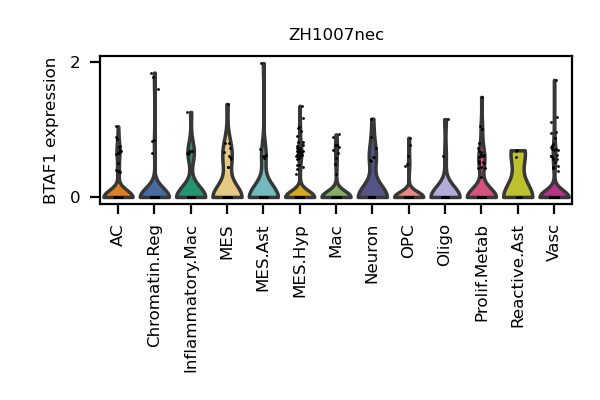 ZH1007nec
BTAF1 expression
2
0
AC
Chromatin.Reg
Inflammatory.Mac
MES
MES.Ast
MES.Hyp
Mac
Neuron
OPC
Oligo
Prolif.Metab
Reactive.Ast
Vasc